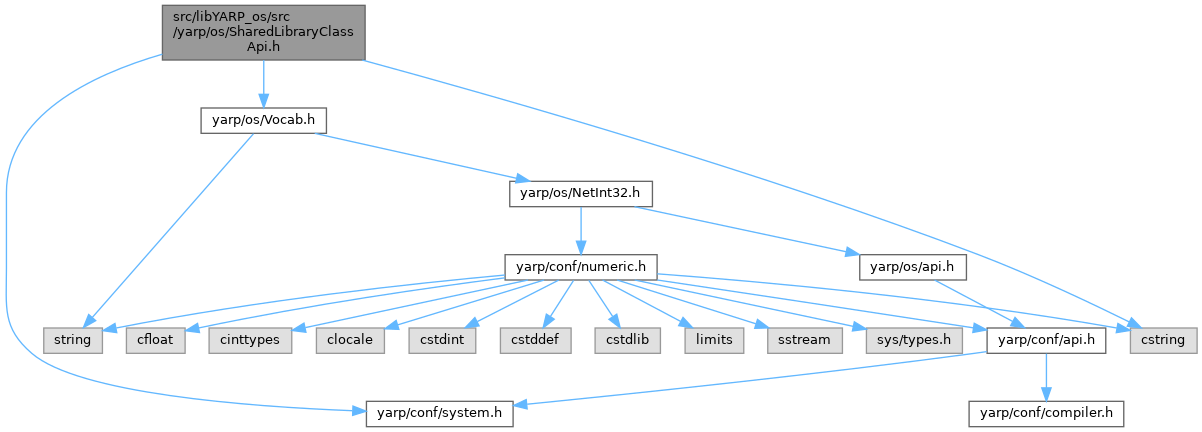 src/libYARP_os/src
/yarp/os/SharedLibraryClass
Api.h
yarp/os/Vocab.h
yarp/os/NetInt32.h
yarp/conf/numeric.h
yarp/os/api.h
string
cfloat
cinttypes
clocale
cstdint
cstddef
cstdlib
limits
sstream
sys/types.h
yarp/conf/api.h
cstring
yarp/conf/system.h
yarp/conf/compiler.h